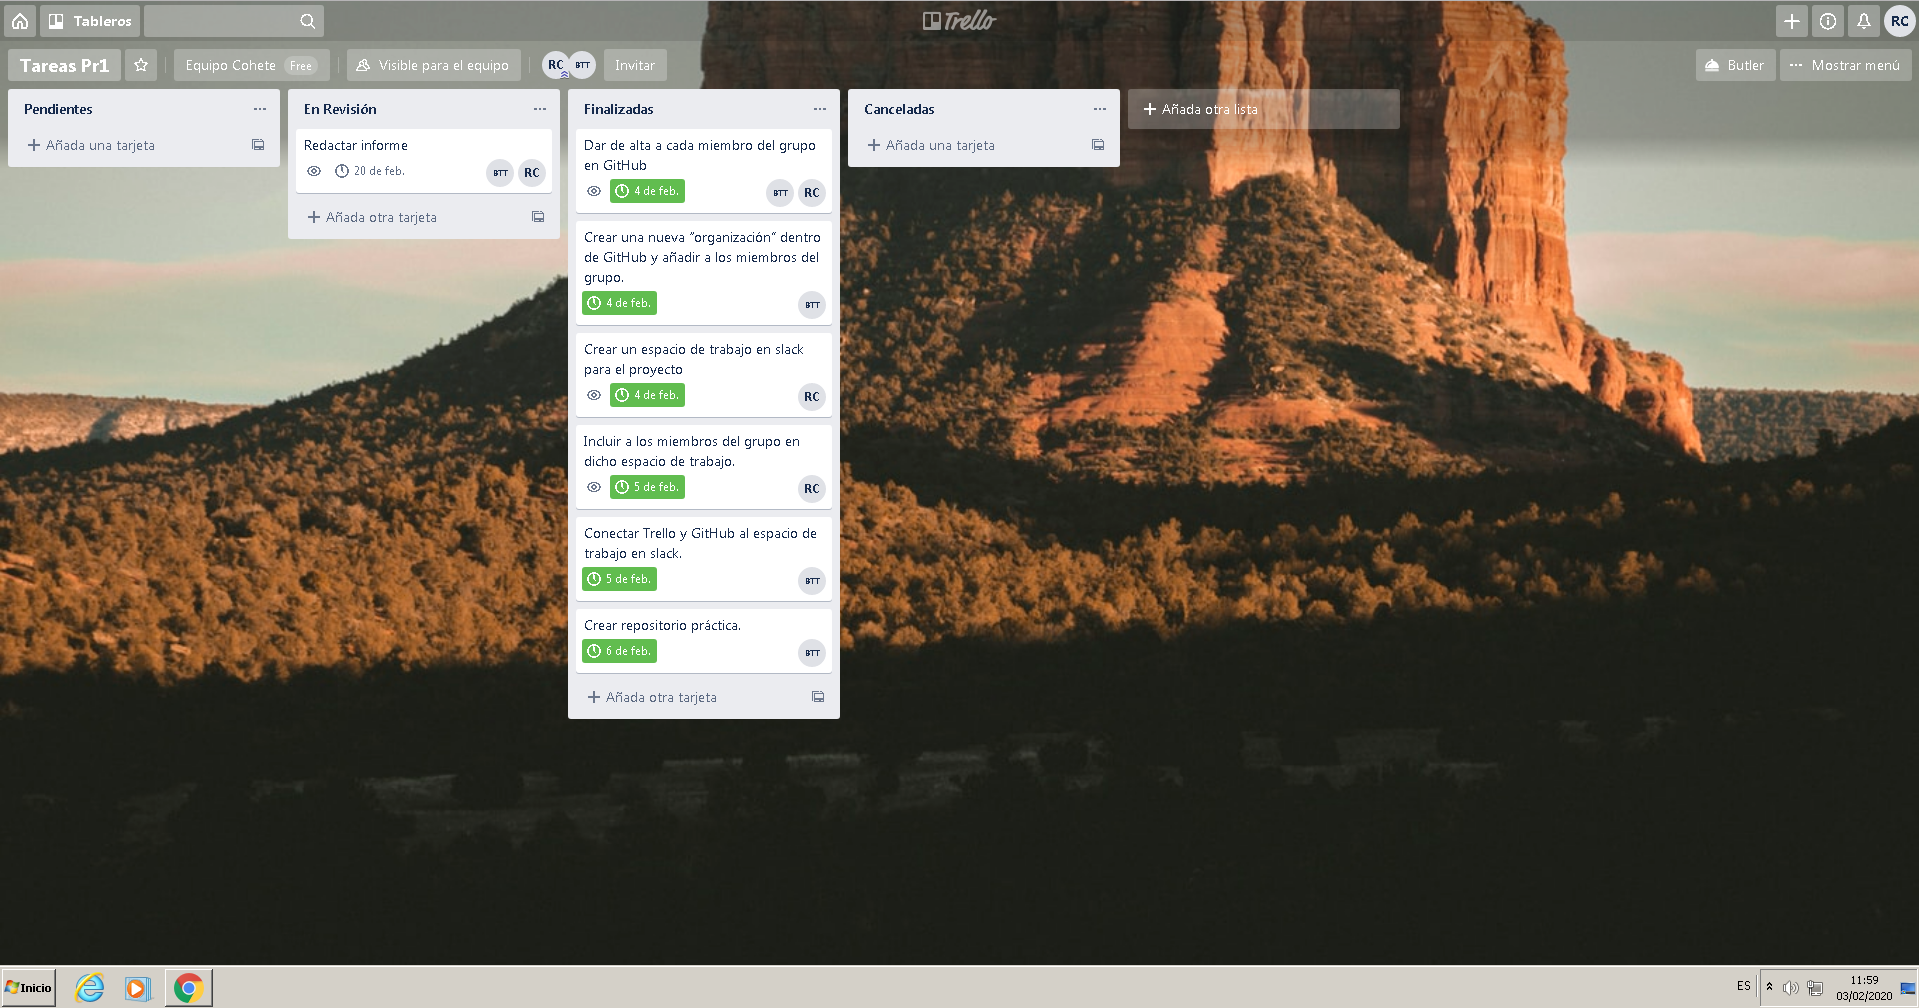 Tableros
Trello
RC
Tareas Pr1
Equipo Cohete Free
Visible para el equipo
RC BTT
Invitar
Butler
Mostrar menú
Pendientes
Añada una tarjeta
En Revisión
Redactar informe
20 de feb.
BTT RC
Añada otra tarjeta
Finalizadas
Dar de alta a cada miembro del grupo
en GitHub
4 de feb.
BTT RC
Crear una nueva "organización" dentro
de GitHub y añadir a los miembros del
grupo.
4 de feb.
BTT
Crear un espacio de trabajo en slack
para el proyecto
4 de feb.
RC
Incluir a los miembros del grupo en
dicho espacio de trabajo.
5 de feb.
RC
Conectar Trello y GitHub al espacio de
trabajo en slack.
5 de feb.
BTT
Crear repositorio práctica.
6 de feb.
BTT
Añada otra tarjeta
Canceladas
Añada una tarjeta
Añada otra lista
Inicio
ES
11:59
03/02/2020